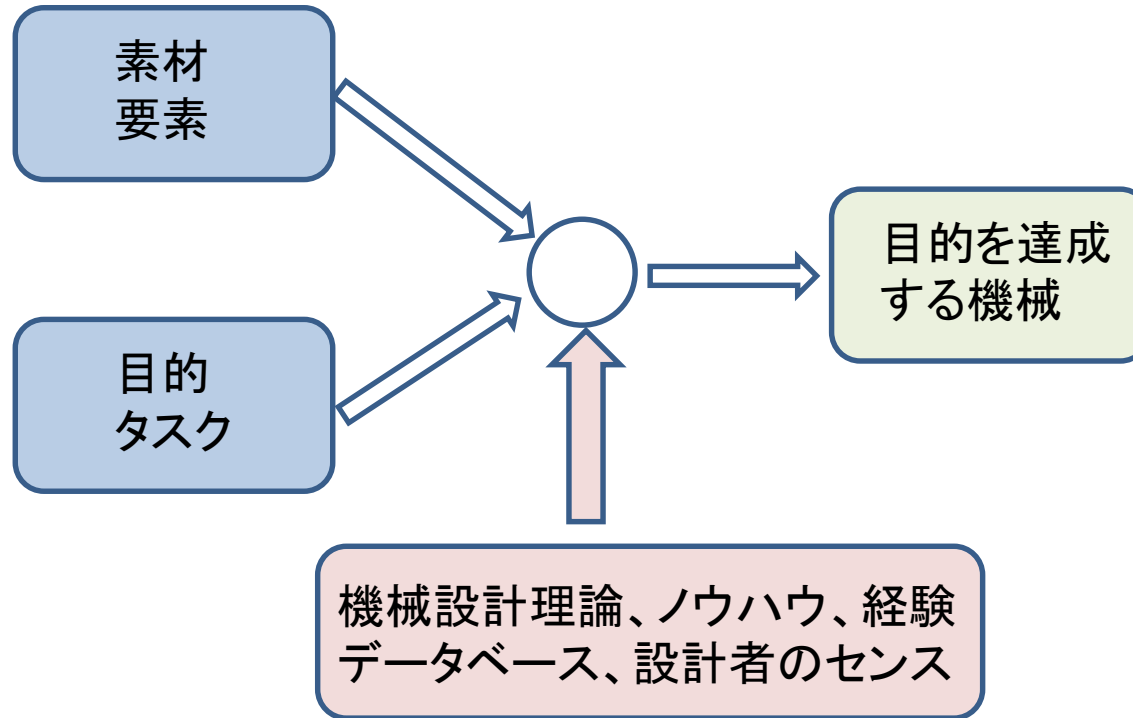 素材
要素
目的を達成
する機械
目的
タスク
機械設計理論、ノウハウ、経験
データベース、設計者のセンス